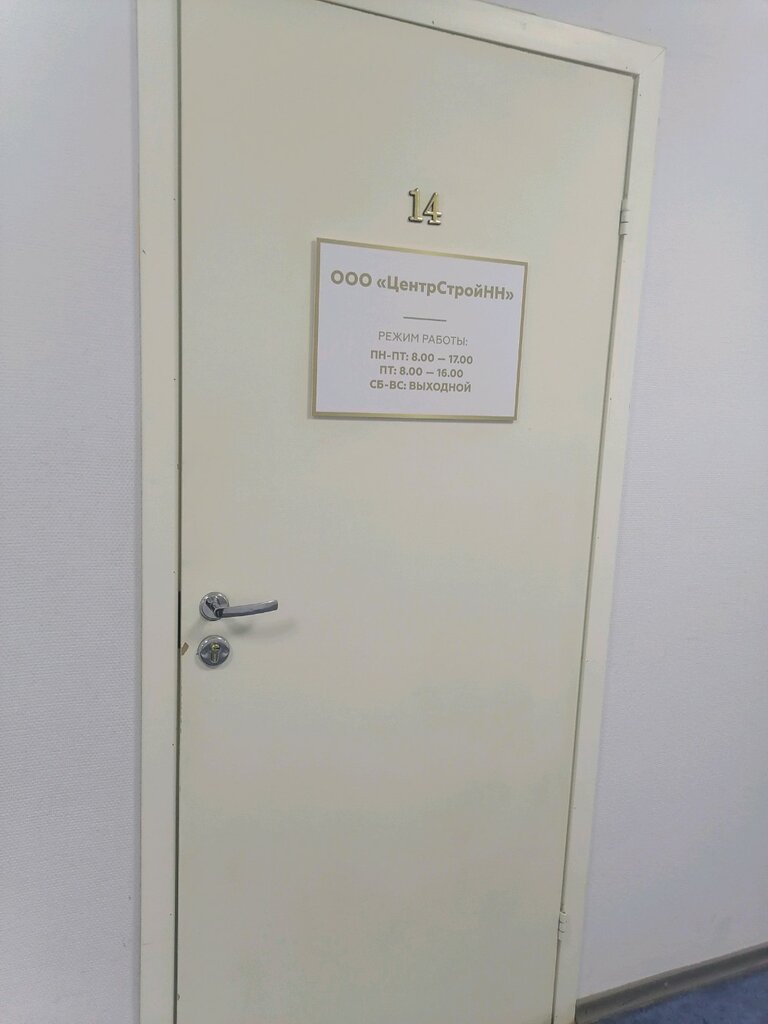 14
ООО «ЦентрСтройНН»
РЕЖИМ РАБОТЫ:
ПН-ПТ: 8.00 — 17.00
ПТ: 8.00 — 16.00
СБ-ВС: ВЫХОДНОЙ